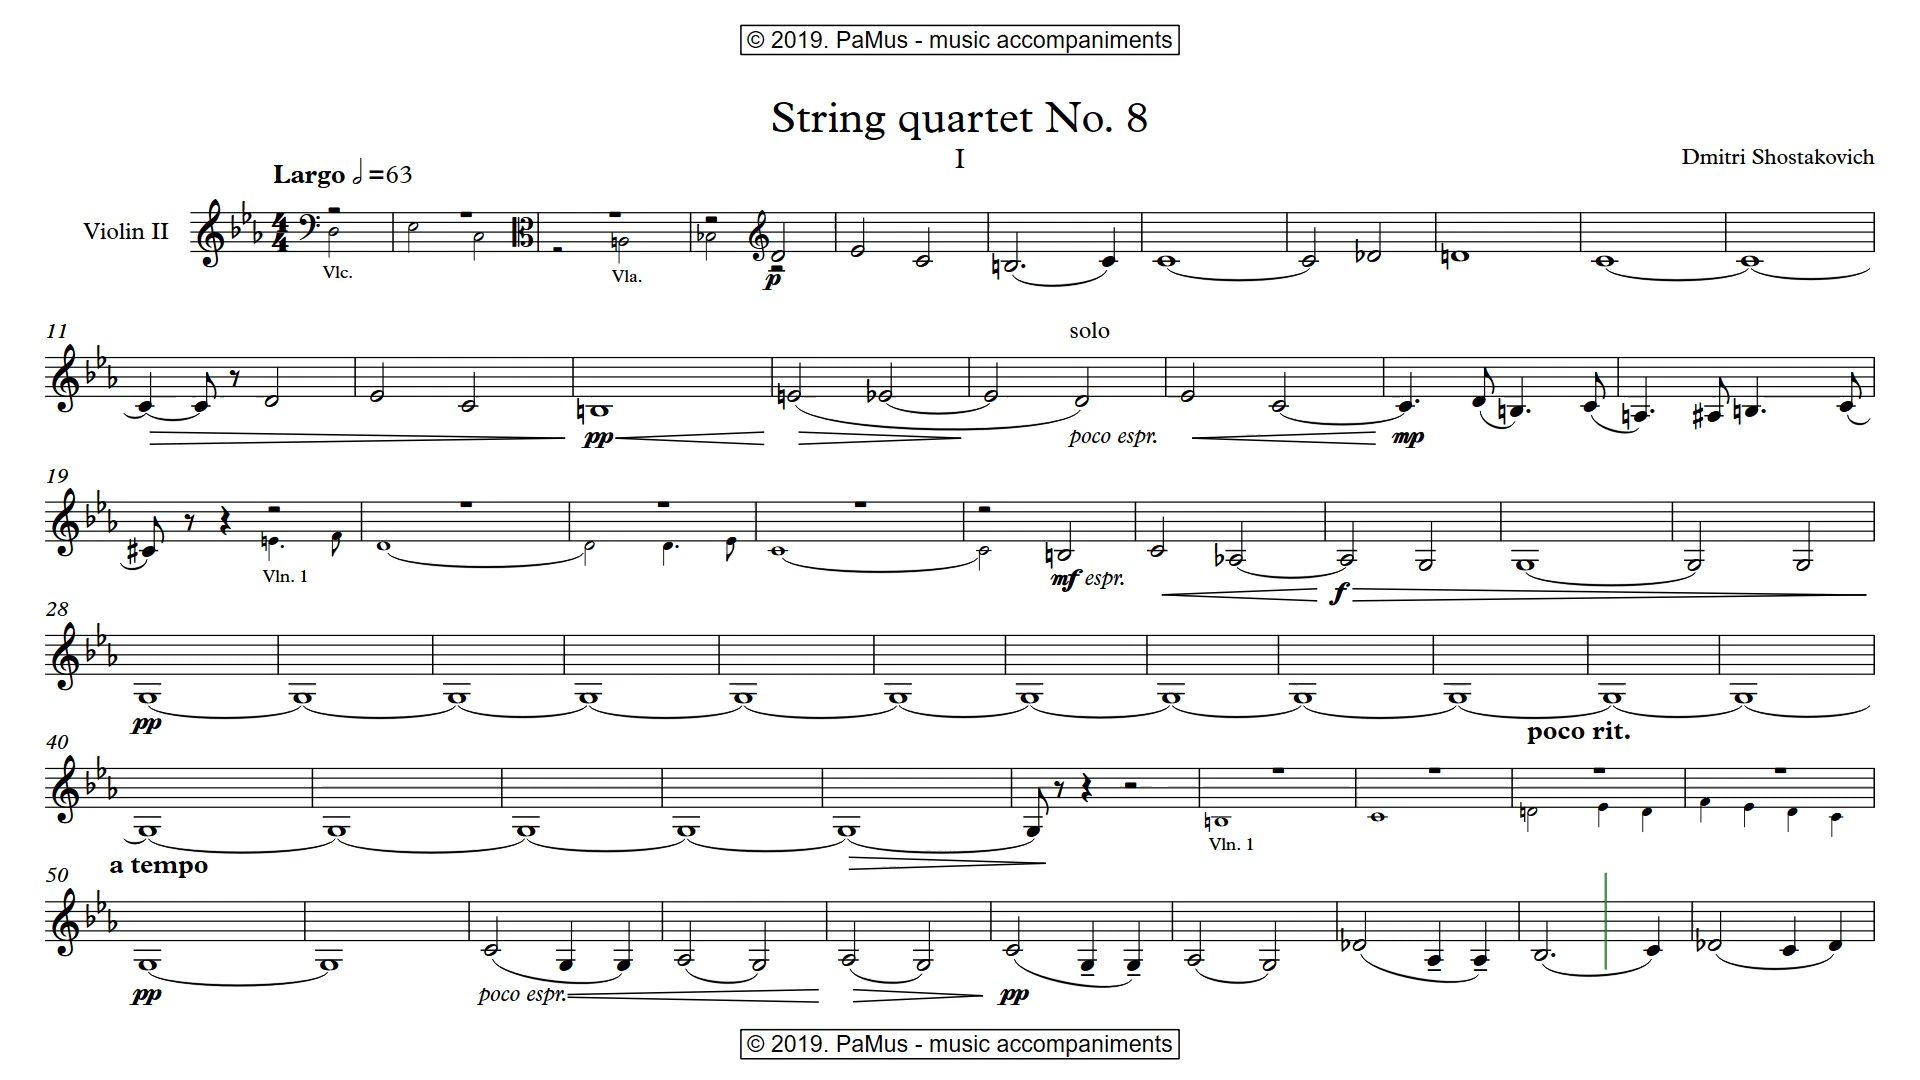 © 2019. PaMus - music accompaniments
String quartet No. 8
I
Dmitri Shostakovich
Largo =63
Violin II
Vlc.
Vla.
p
11
solo
pp
poco espr.
mp
19
Vln. 1
mf espr.
f
28
pp
poco rit.
40
Vln. 1
a tempo
50
pp
poco espr.
pp
© 2019. PaMus - music accompaniments